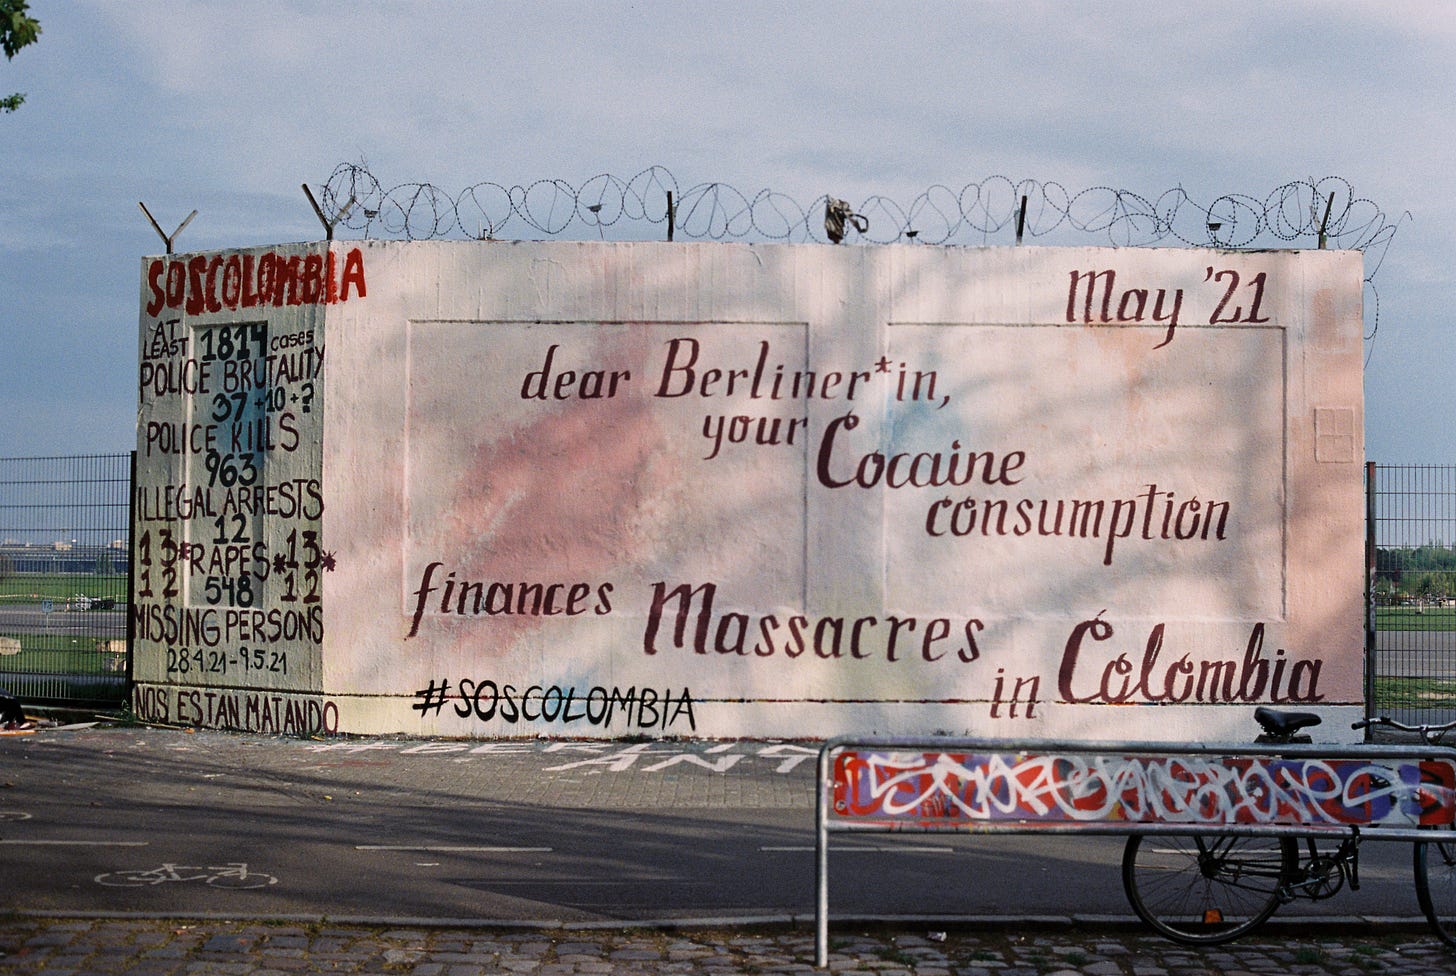 SOSCOLOMBIA
AT
LEAST 1814 cases
POLICE BRUTALITY
37 +10 +?
POLICE KILLS
963
ILLEGAL ARRESTS
12
13* RAPES *13*
12 548 12
MISSING PERSONS
28.4.21-9.5.21
NOS ESTAN MATANDO
May '21
dear Berliner*in,
your Cocaine
consumption
finances Massacres
in Colombia
#SOSCOLOMBIA
#BERLIN